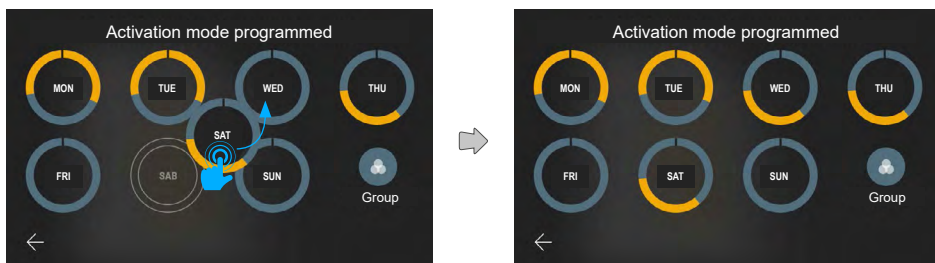 Activation mode programmed
MON TUE WED THU
SAT
FRI SAB SUN
Group
Activation mode programmed
MON TUE WED THU
FRI SAT SUN
Group